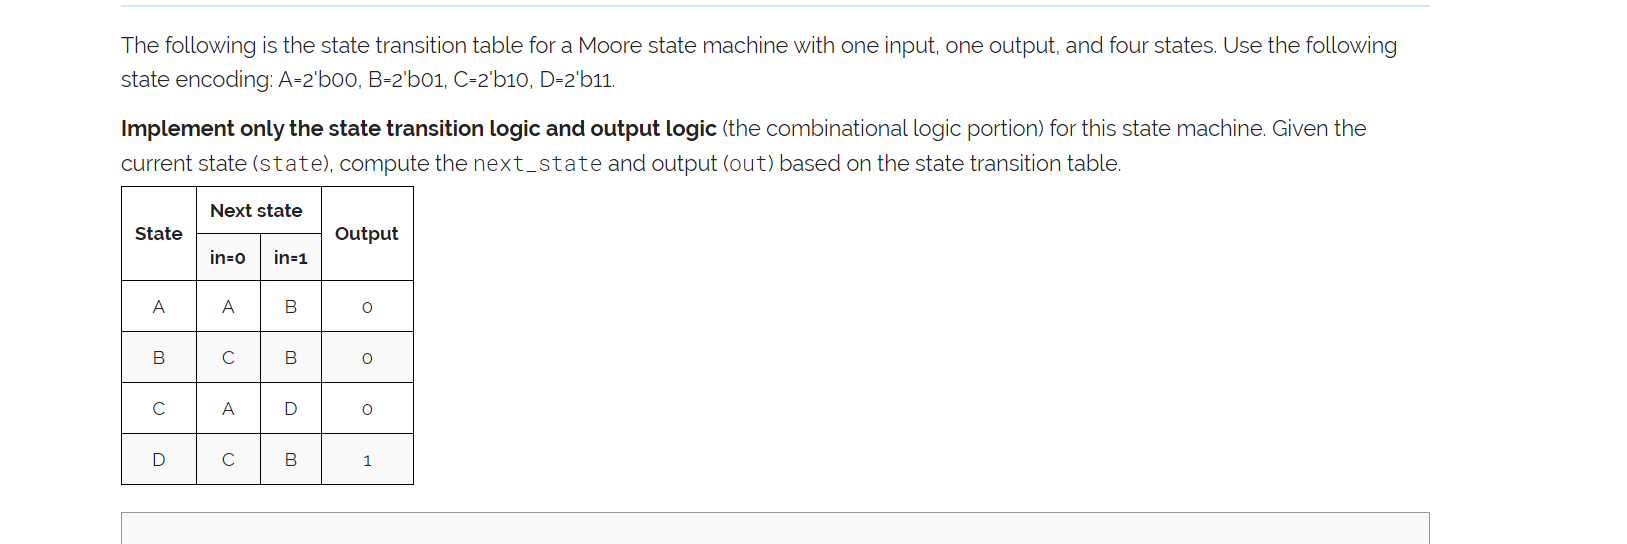 The following is the state transition table for a Moore state machine with one input, one output, and four states. Use the following
state encoding: A=2'b00, B=2'b01, C=2'b10, D=2'b11.
Implement only the state transition logic and output logic (the combinational logic portion) for this state machine. Given the
current state (state), compute the next_state and output (out) based on the state transition table.
State Next state Output
in=0 in=1
A A B 0
B C B 0
C A D 0
D C B 1